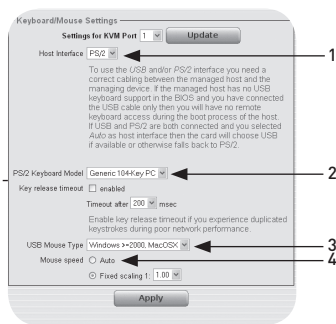 Keyboard/Mouse Settings
Settings for KVM Port 1 Update
Host Interface PS/2 1
To use the USB and/or PS/2 interface you need a
correct cabling between the managed host and the
managing device. If the managed host has no USB
keyboard support in the BIOS and you have connected
the USB cable only then you will have no remote
keyboard access during the boot process of the host.
If USB and PS/2 are both connected and you selected
Auto as host interface then the card will choose USB
if available or otherwise falls back to PS/2.
PS/2 Keyboard Model Generic 104-Key PC 2
Key release timeout enabled
Timeout after 200 msec
Enable key release timeout if you experience duplicated
keystrokes during poor network performance.
USB Mouse Type Windows >=2000, MacOSX 3
Mouse speed Auto 4
Fixed scaling 1: 1.00
Apply